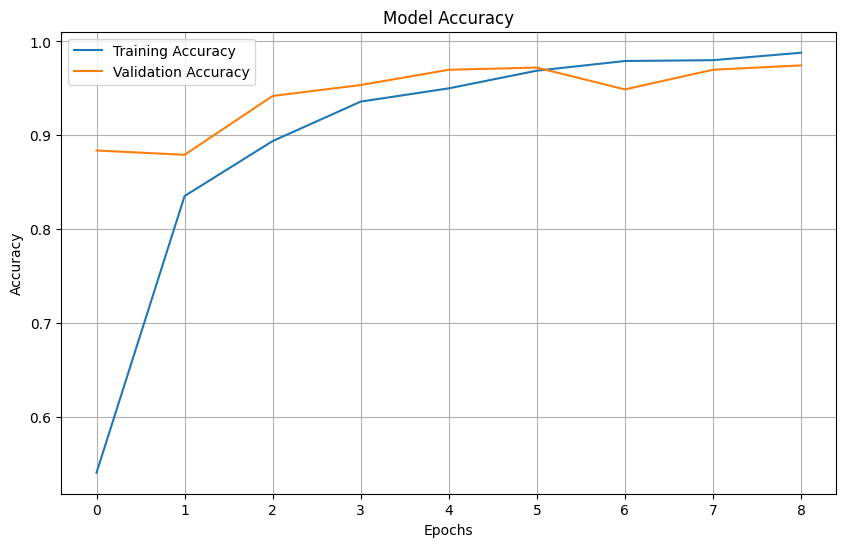 Model Accuracy
Training Accuracy
Validation Accuracy
1.0
0.9
0.8
0.7
0.6
Accuracy
0 1 2 3 4 5 6 7 8
Epochs